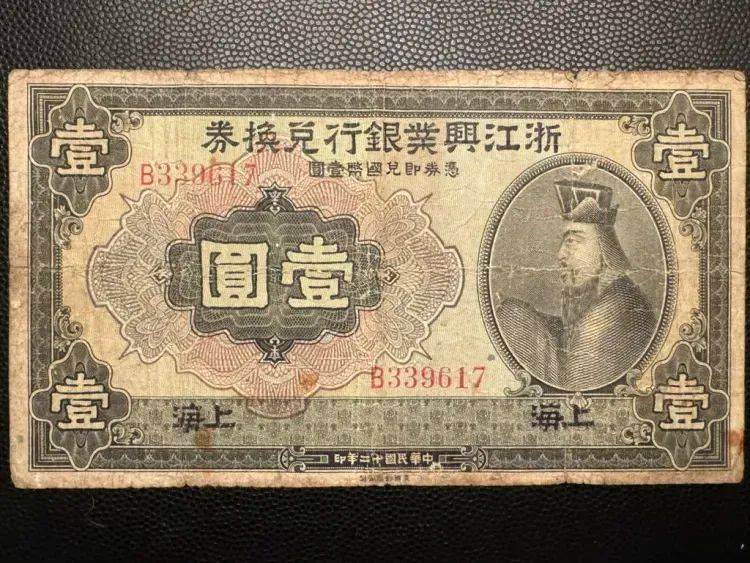 浙江興業銀行兌換券
憑券即兌國幣壹圓
B339617
壹
壹
壹圓
B339617
壹
壹
上海
上海
中華民國十二年印